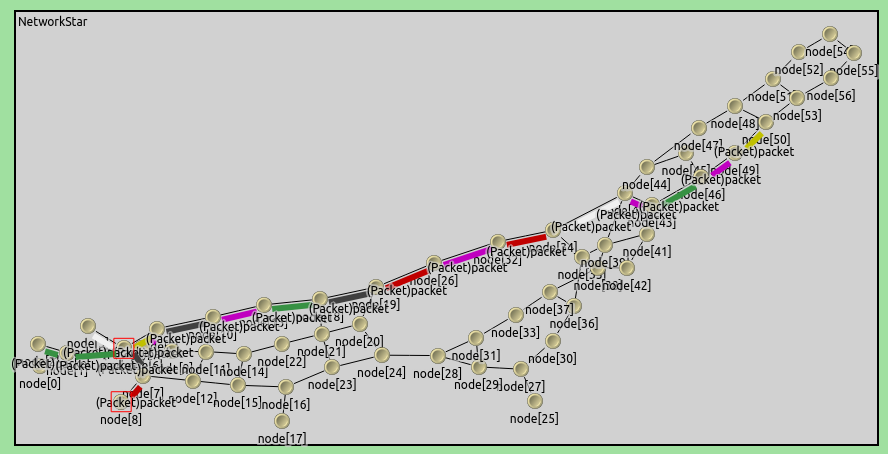 NetworkStar
node[54]
node[52]
node[55]
node[51]
node[56]
node[48]
node[53]
node[47]
node[50]
(Packet)packet
node[49]
(Packet)packet
node[44]
node[46]
(Packet)packet
(Packet)packet
node[43]
(Packet)packet
node[41]
node[32]
(Packet)packet
node[26]
node[42]
(Packet)packet
node[19]
node[37]
(Packet)packet
(Packet)packet
node[36]
(Packet)packet
node[33]
(Packet)packet
node[20]
node[21]
node[31]
node[30]
node[22]
(Packet)packet
node[14]
node[24]
node[28]
node[0]
node[23]
node[29]
node[27]
node[7]
node[12]
node[15]
node[16]
(Packet)packet
node[8]
node[25]
node[17]